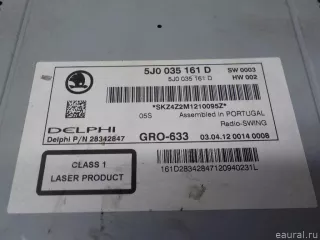 5J0 035 161 D SW 0003
5J0 035 161 D HW 002
*SKZ4Z2M1210095Z*
05S Assembled in PORTUGAL
Radio-SWING
DELPHI GRO-633 03.04.12 0014 0008
Delphi P/N 28342847
CLASS 1
LASER PRODUCT
161D28342847120940231L
© eaural.ru